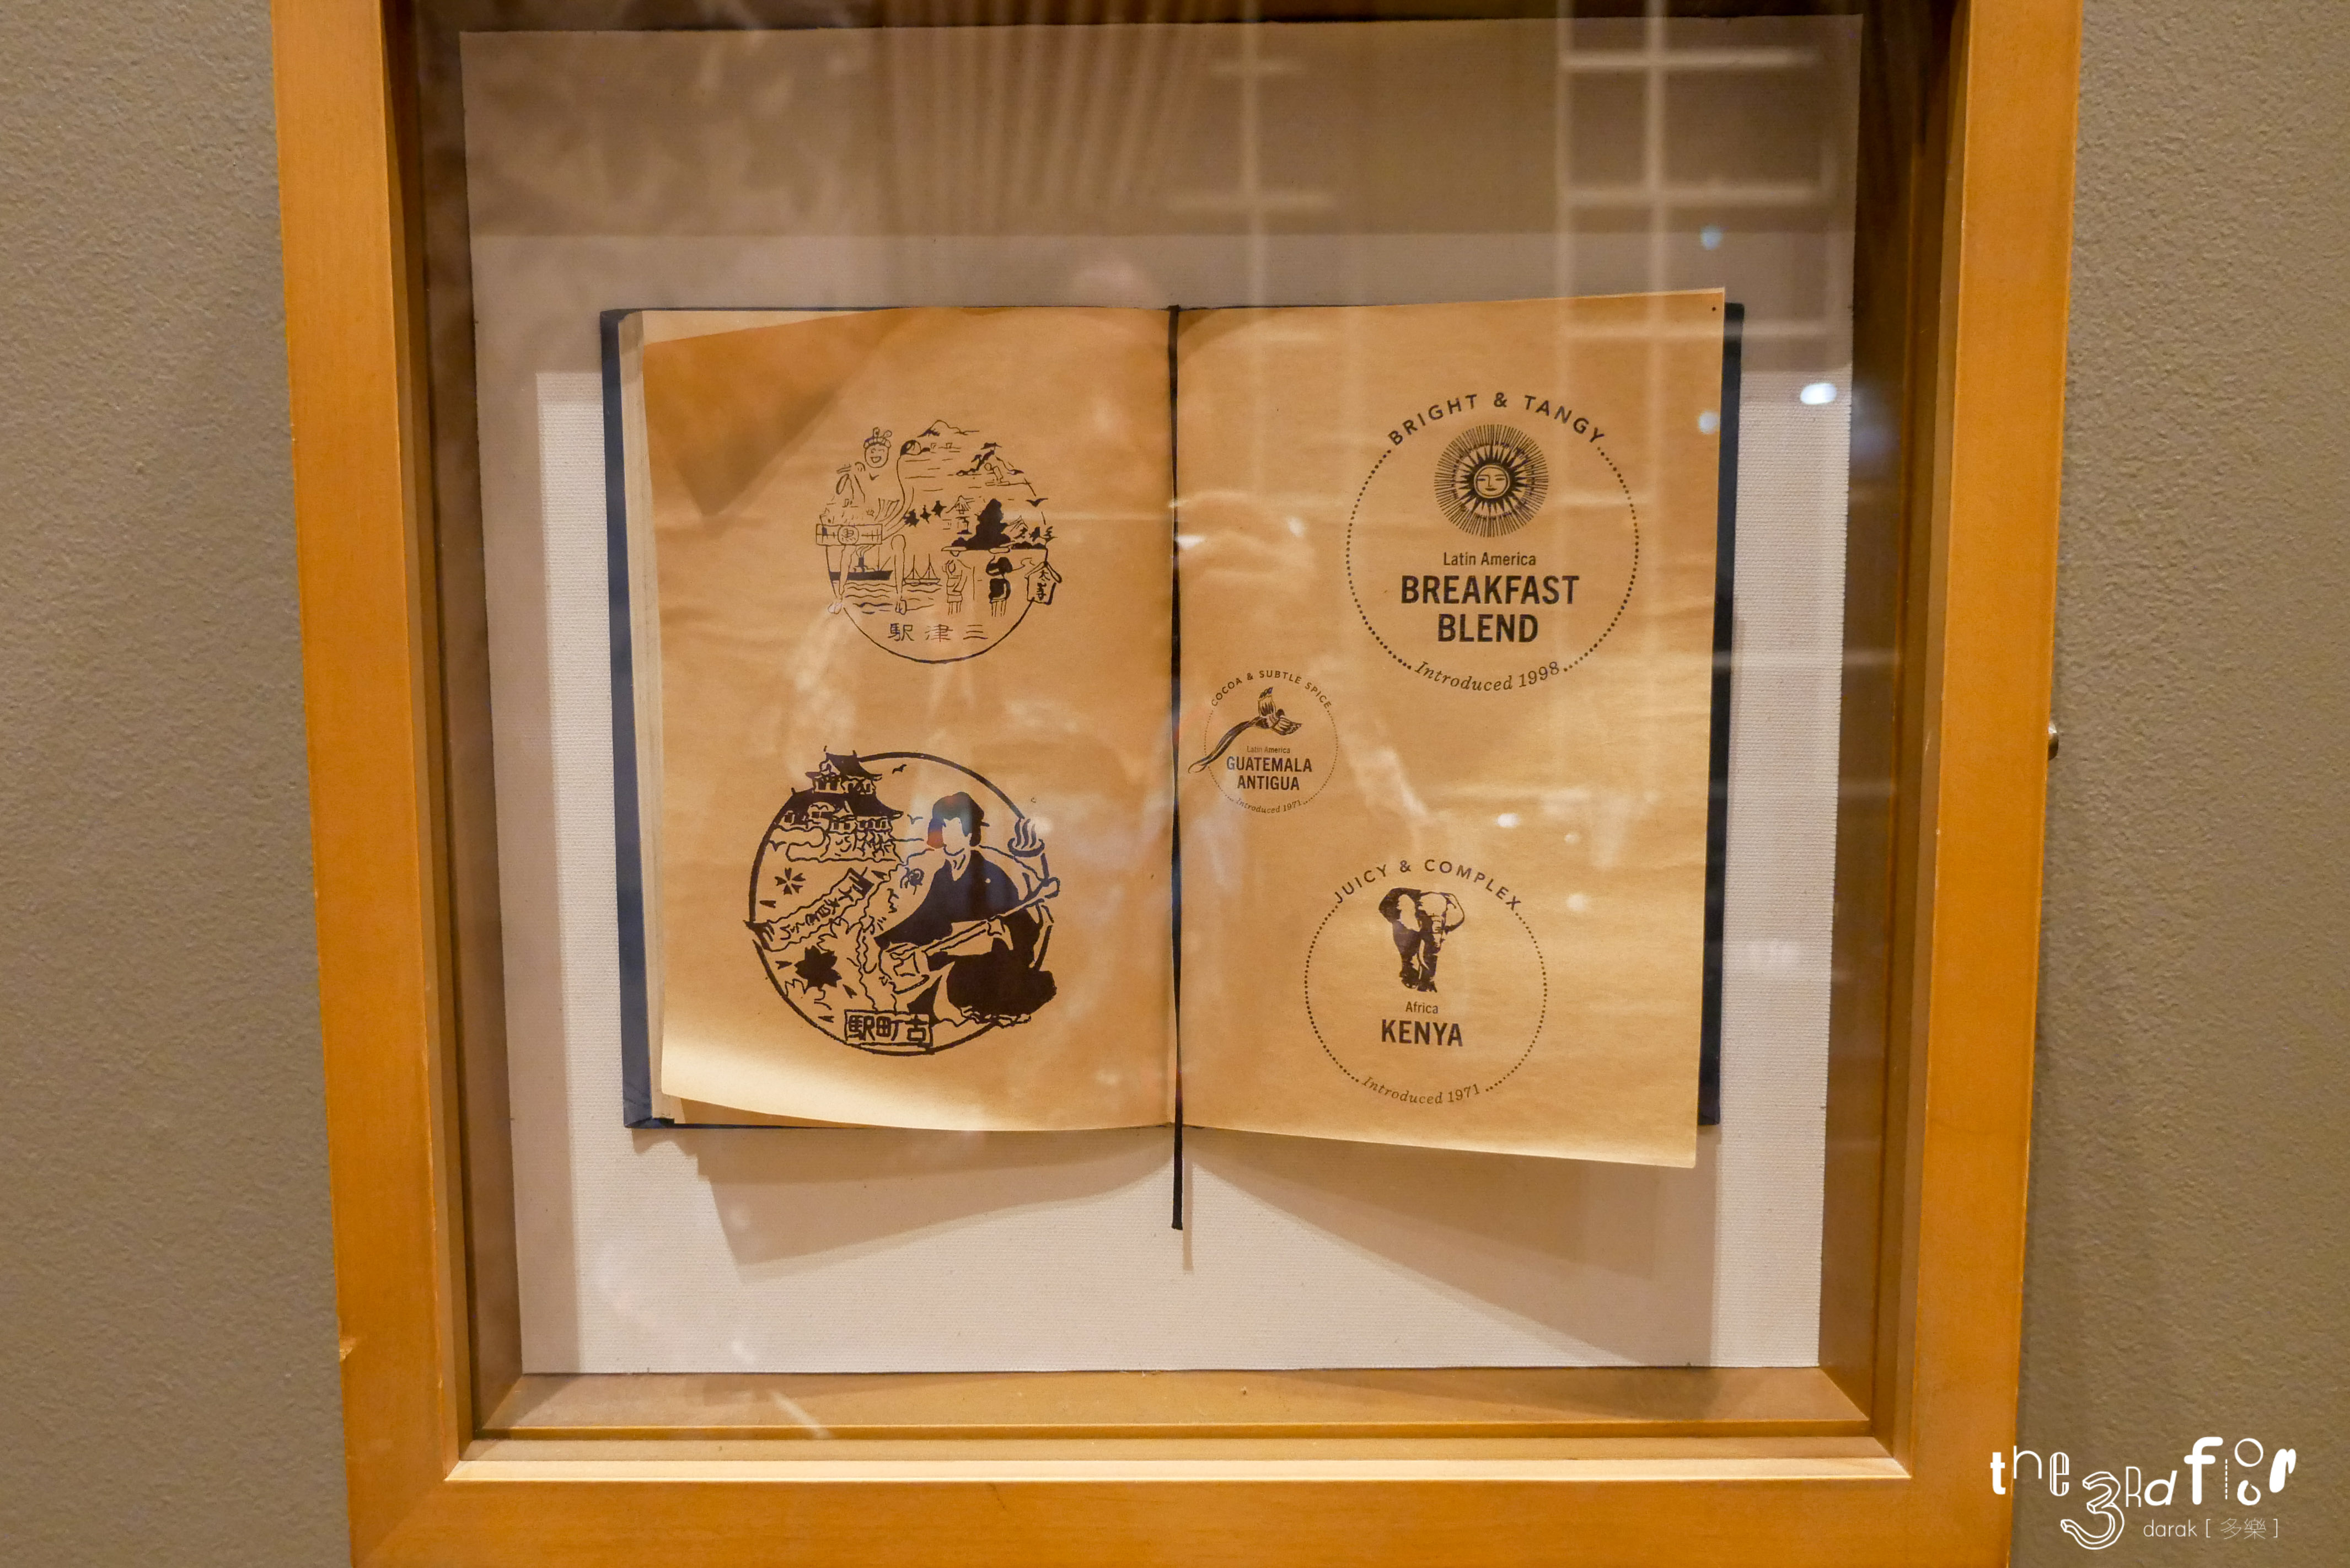 駅津三
駅町古
BRIGHT & TANGY
Latin America
BREAKFAST
BLEND
Introduced 1998
COCOA & SUBTLE SPICE
Latin America
GUATEMALA
ANTIGUA
Introduced 1971
JUICY & COMPLEX
Africa
KENYA
Introduced 1971
the 3Rd floor
darak [ 多樂 ]